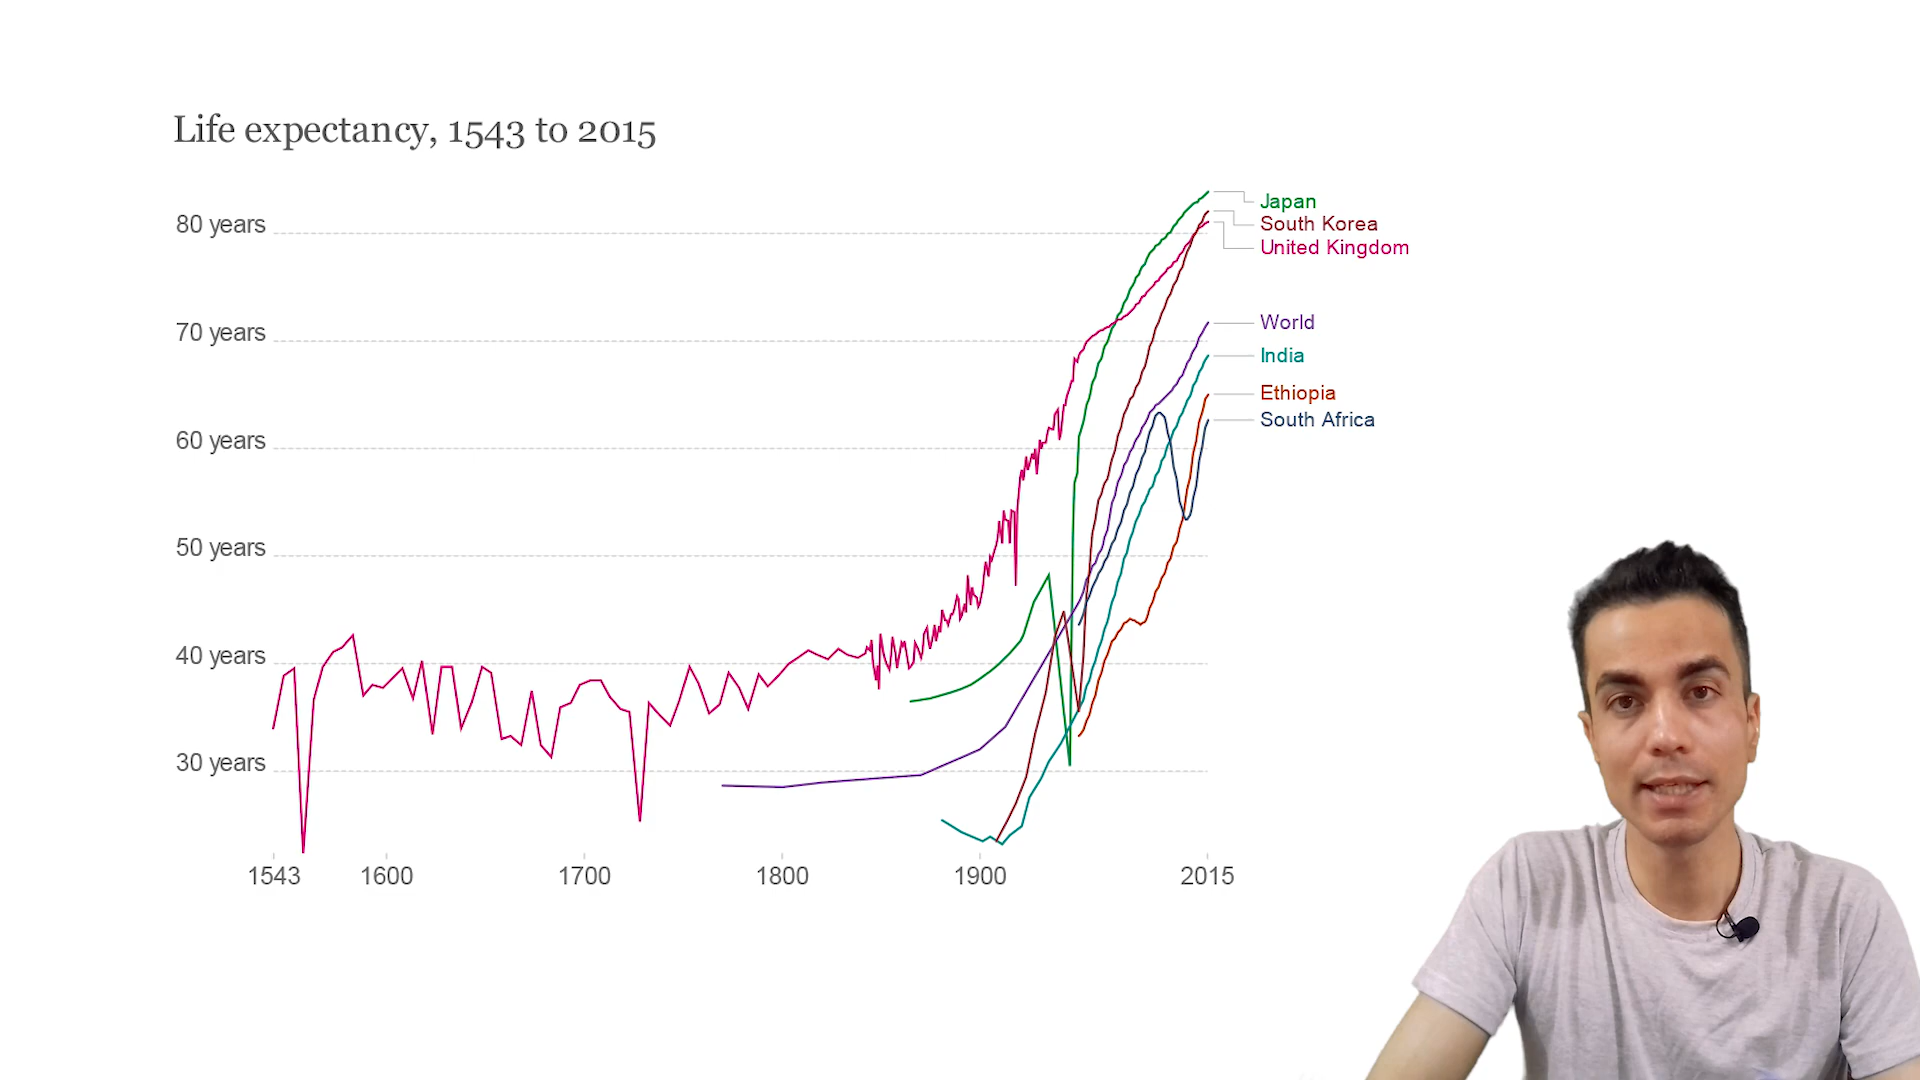 Life expectancy, 1543 to 2015
80 years
70 years
60 years
50 years
40 years
30 years
1543 1600 1700 1800 1900 2015
Japan
South Korea
United Kingdom
World
India
Ethiopia
South Africa